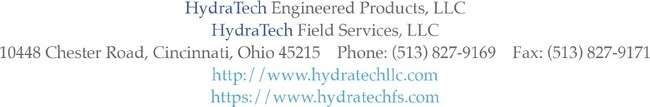 HydraTech Engineered Products, LLC
HydraTech Field Services, LLC
10448 Chester Road, Cincinnati, Ohio 45215 Phone: (513) 827-9169 Fax: (513) 827-9171
http://www.hydratechllc.com
https://www.hydratechfs.com